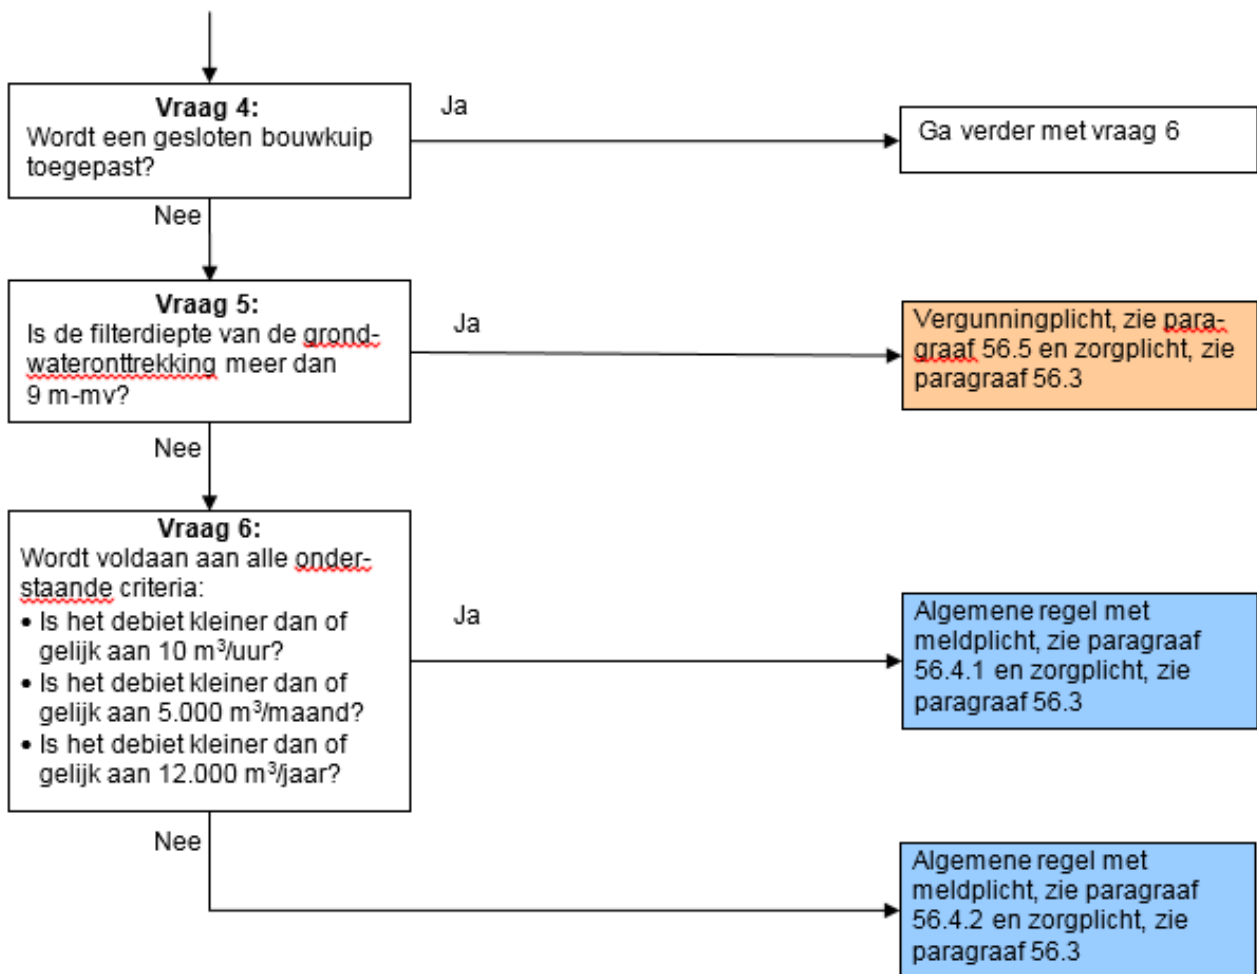 Vraag 4:
Wordt een gesloten bouwkuip
toegepast?
Ja
Ga verder met vraag 6
Nee
Vraag 5:
Is de filterdiepte van de grond-
wateronttrekking meer dan
9 m-mv?
Ja
Vergunningplicht, zie para-
graaf 56.5 en zorgplicht, zie
paragraaf 56.3
Nee
Vraag 6:
Wordt voldaan aan alle onder-
staande criteria:
• Is het debiet kleiner dan of
gelijk aan 10 m³/uur?
• Is het debiet kleiner dan of
gelijk aan 5.000 m³/maand?
• Is het debiet kleiner dan of
gelijk aan 12.000 m³/jaar?
Ja
Algemene regel met
meldplicht, zie paragraaf
56.4.1 en zorgplicht, zie
paragraaf 56.3
Nee
Algemene regel met
meldplicht, zie paragraaf
56.4.2 en zorgplicht, zie
paragraaf 56.3